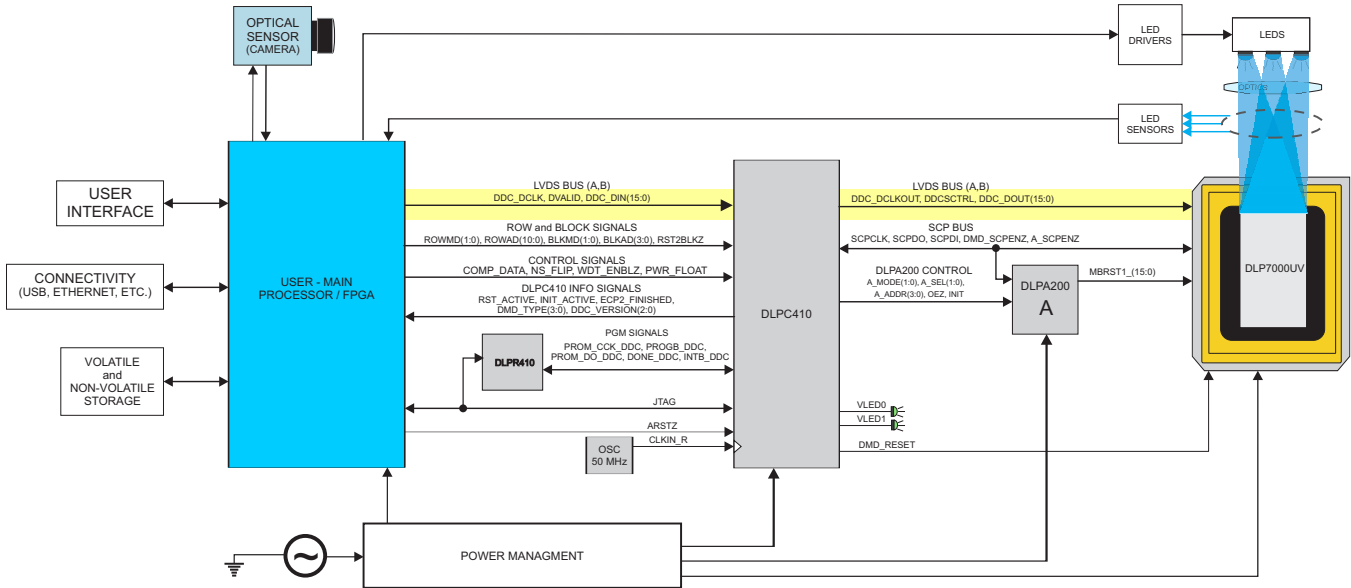 OPTICAL
SENSOR
(CAMERA)
LED
DRIVERS
LEDS
OPTICS
LED
SENSORS
USER
INTERFACE
CONNECTIVITY
(USB, ETHERNET, ETC.)
VOLATILE
and
NON-VOLATILE
STORAGE
USER - MAIN
PROCESSOR / FPGA
LVDS BUS (A,B)
DDC_DCLK, DVALID, DDC_DIN(15:0)
ROW and BLOCK SIGNALS
ROWMD(1:0), ROWAD(10:0), BLKMD(1:0), BLKAD(3:0), RST2BLKZ
CONTROL SIGNALS
COMP_DATA, NS_FLIP, WDT_ENBLZ, PWR_FLOAT
DLPC410 INFO SIGNALS
RST_ACTIVE, INIT_ACTIVE, ECP2_FINISHED,
DMD_TYPE(3:0), DDC_VERSION(2:0)
PGM SIGNALS
PROM_CCK_DDC, PROGB_DDC,
PROM_DO_DDC, DONE_DDC, INTB_DDC
DLPR410
JTAG
ARSTZ
CLKIN_R
OSC
50 MHz
DLPC410
LVDS BUS (A,B)
DDC_DCLKOUT, DDCSCTRL, DDC_DOUT(15:0)
SCP BUS
SCPCLK, SCPDO, SCPDI, DMD_SCPENZ, A_SCPENZ
DLPA200 CONTROL
A_MODE(1:0), A_SEL(1:0),
A_ADDR(3:0), OEZ, INIT
DLPA200
A
MBRST1_(15:0)
DLP7000UV
VLED0
VLED1
DMD_RESET
~
POWER MANAGMENT